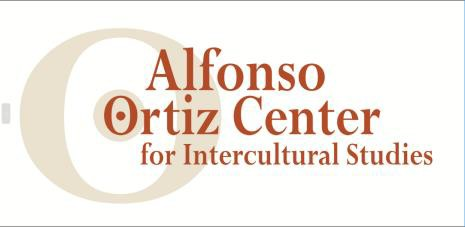 Alfonso
Ortiz Center
for Intercultural Studies